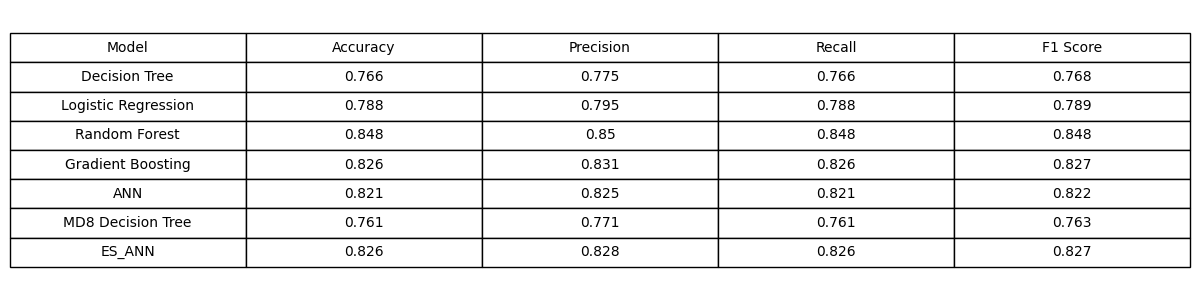 Model Accuracy Precision Recall F1 Score
Decision Tree 0.766 0.775 0.766 0.768
Logistic Regression 0.788 0.795 0.788 0.789
Random Forest 0.848 0.85 0.848 0.848
Gradient Boosting 0.826 0.831 0.826 0.827
ANN 0.821 0.825 0.821 0.822
MD8 Decision Tree 0.761 0.771 0.761 0.763
ES_ANN 0.826 0.828 0.826 0.827